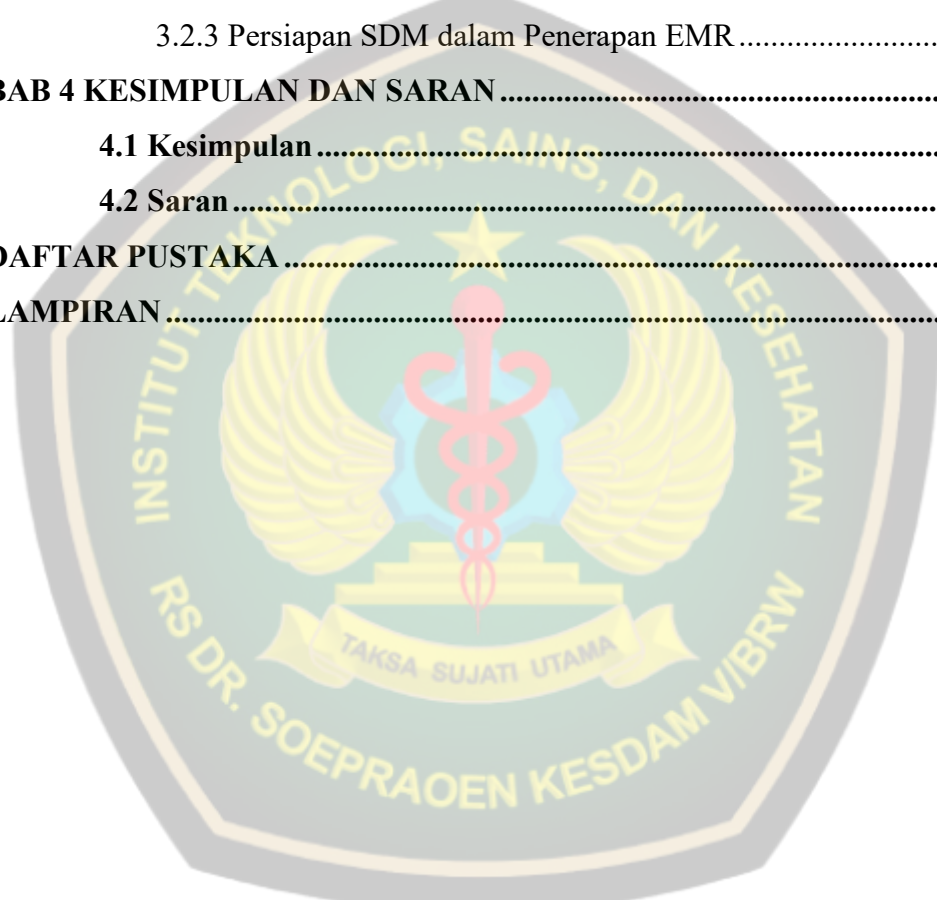 3.2.3 Persiapan SDM dalam Penerapan EMR........................
BAB 4 KESIMPULAN DAN SARAN........................................................
4.1 Kesimpulan................................................................................
4.2 Saran..........................................................................................
DAFTAR PUSTAKA....................................................................................
LAMPIRAN..................................................................................................
INSTITUT TEKNOLOGI, SAINS, DAN KESEHATAN
TAKSA SUJATI UTAMA
RS DR. SOEPRAOEN KESDAM V/BRW